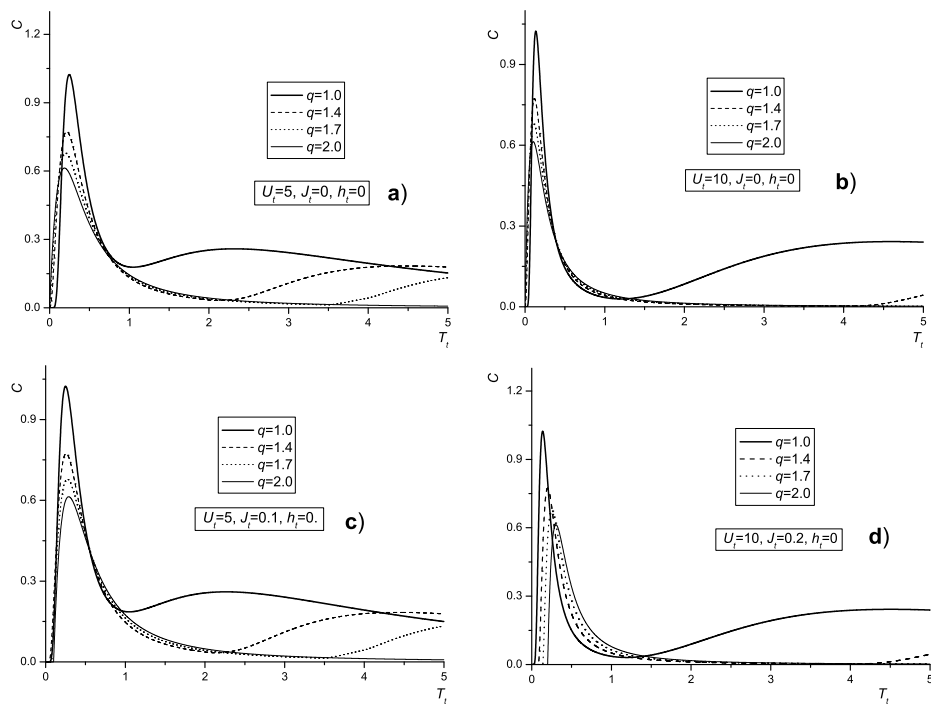 C
1.2
0.9
0.6
0.3
0.0
0
1
2
3
4
5
T_t
q=1.0
q=1.4
q=1.7
q=2.0
U_t=5, J_t=0, h_t=0
a)
C
0.9
0.6
0.3
0.0
0
1
2
3
4
5
T_t
q=1.0
q=1.4
q=1.7
q=2.0
U_t=10, J_t=0, h_t=0
b)
C
0.9
0.6
0.3
0.0
0
1
2
3
4
5
T_t
q=1.0
q=1.4
q=1.7
q=2.0
U_t=5, J_t=0.1, h_t=0.
c)
C
1.2
0.9
0.6
0.3
0.0
0
1
2
3
4
5
T_t
q=1.0
q=1.4
q=1.7
q=2.0
U_t=10, J_t=0.2, h_t=0
d)